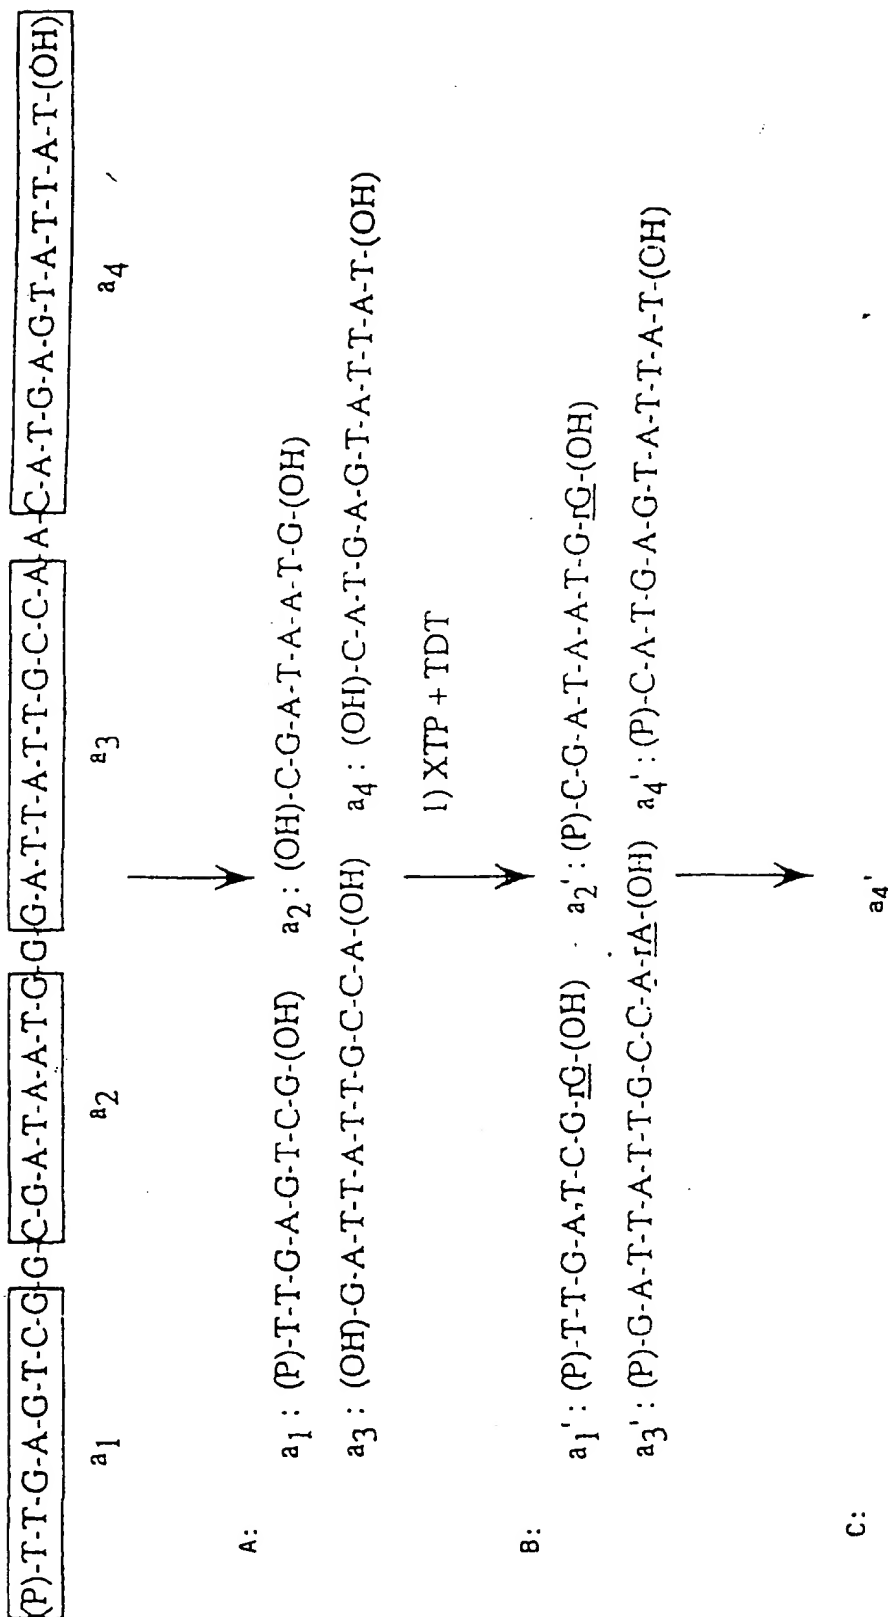 (P)-T-T-G-A-G-T-C-G-G-C-G-A-T-A-A-T-G-G-G-A-T-T-A-T-T-G-C-C-A-A-C-A-T-G-A-G-T-A-T-T-A-T-(OH)
a1 a2 a3 a4
A:
a1 : (P)-T-T-G-A-G-T-C-G-(OH) a2 : (OH)-C-G-A-T-A-A-T-G-(OH)
a3 : (OH)-G-A-T-T-A-T-T-G-C-C-A-(OH) a4 : (OH)-C-A-T-G-A-G-T-A-T-T-A-T-(OH)
1) XTP + TDT
B:
a1' : (P)-T-T-G-A-T-C-G-rG-(OH) a2' : (P)-C-G-A-T-A-A-T-G-rG-(OH)
a3' : (P)-G-A-T-T-A-T-T-G-C-C-A-rA-(OH) a4' : (P)-C-A-T-G-A-G-T-A-T-T-A-T-(OH)
C:
a4'